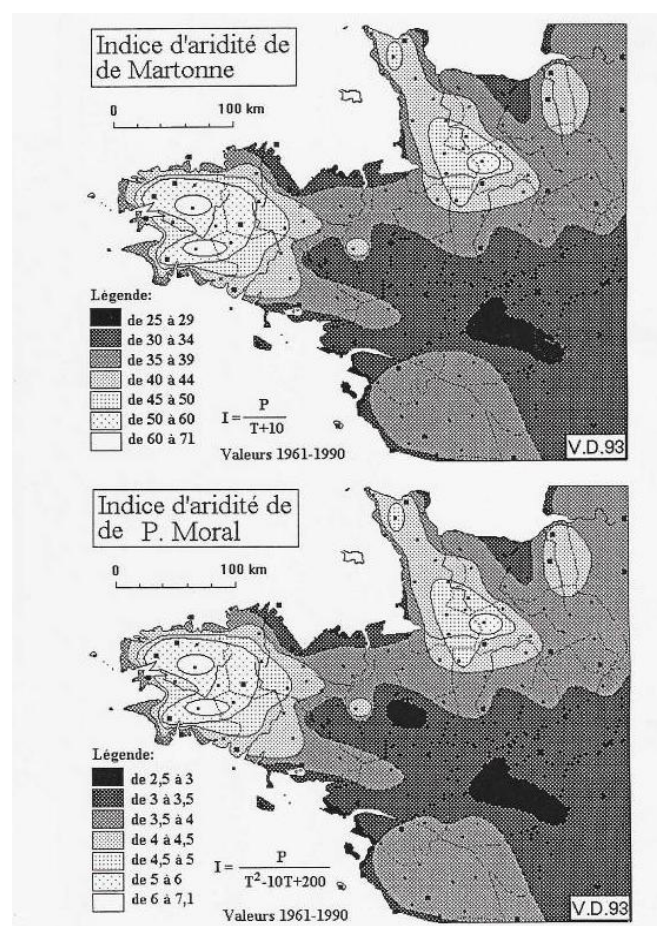 Indice d'aridité de
de Martonne
0 100 km
Légende:
de 25 à 29
de 30 à 34
de 35 à 39
de 40 à 44
de 45 à 50
de 50 à 60
de 60 à 71
I = P
T+10
Valeurs 1961-1990
V.D.93
Indice d'aridité de
de P. Moral
0 100 km
Légende:
de 2,5 à 3
de 3 à 3,5
de 3,5 à 4
de 4 à 4,5
de 4,5 à 5
de 5 à 6
de 6 à 7,1
I = P
T²-10T+200
Valeurs 1961-1990
V.D.93